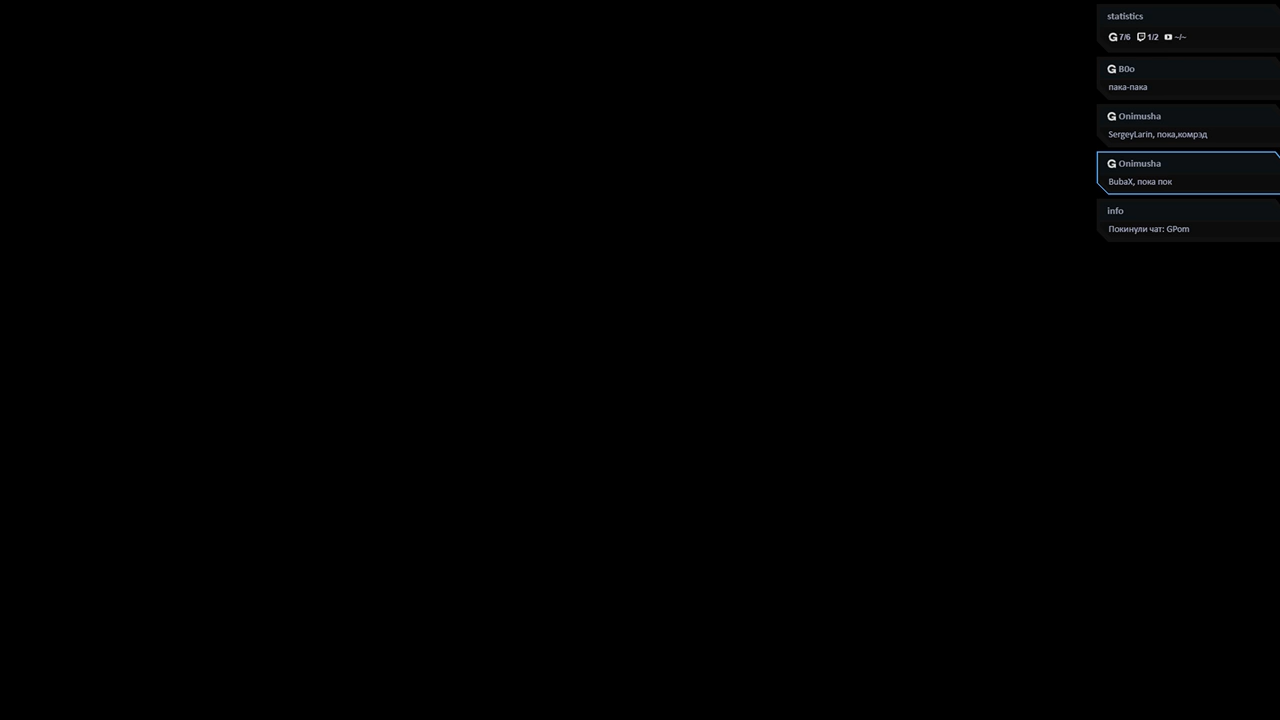 statistics
7/6 1/2 ~/~
B0o
пака-пака
Onimusha
SergeyLarin, пока,комрэд
Onimusha
BubaX, пока пок
info
Покинули чат: GPom